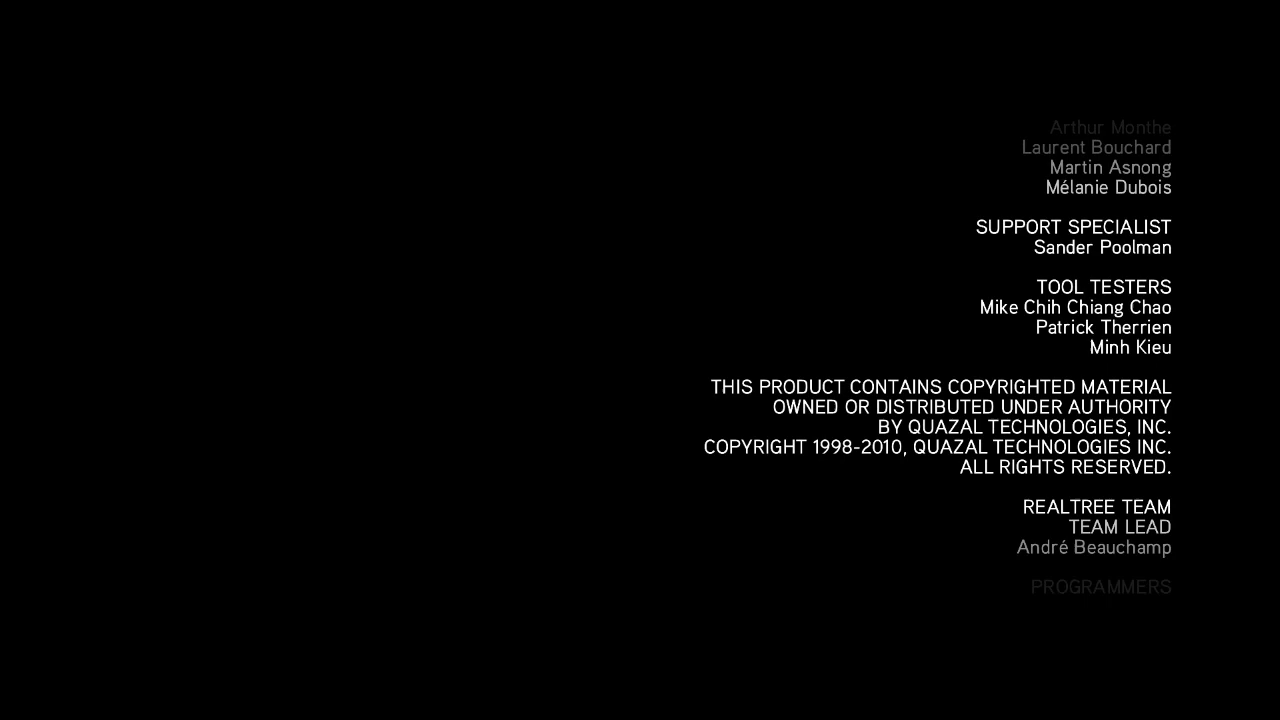 Arthur Monthe
Laurent Bouchard
Martin Asnong
Mélanie Dubois
SUPPORT SPECIALIST
Sander Poolman
TOOL TESTERS
Mike Chih Chiang Chao
Patrick Therrien
Minh Kieu
THIS PRODUCT CONTAINS COPYRIGHTED MATERIAL
OWNED OR DISTRIBUTED UNDER AUTHORITY
BY QUAZAL TECHNOLOGIES, INC.
COPYRIGHT 1998-2010, QUAZAL TECHNOLOGIES INC.
ALL RIGHTS RESERVED.
REALTREE TEAM
TEAM LEAD
André Beauchamp
PROGRAMMERS